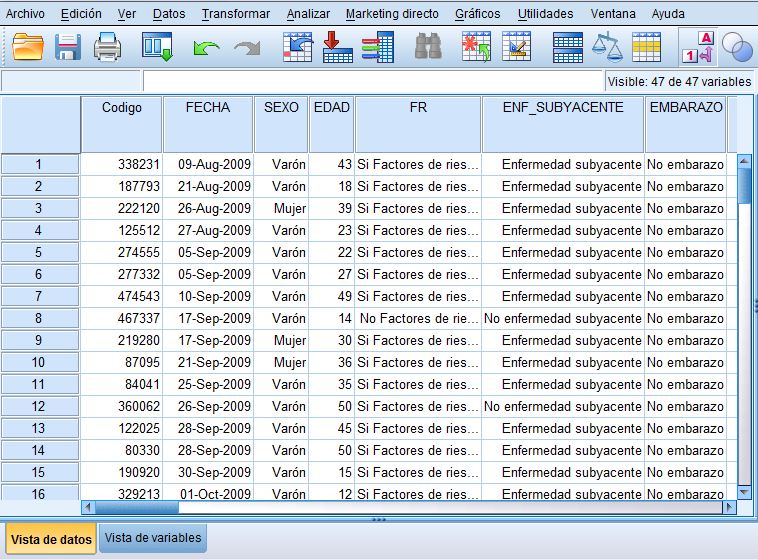 Archivo Edición Ver Datos Transformar Analizar Marketing directo Gráficos Utilidades Ventana Ayuda
Visible: 47 de 47 variables
Codigo FECHA SEXO EDAD FR ENF_SUBYACENTE EMBARAZO
1 338231 09-Aug-2009 Varón 43 Si Factores de ries... Enfermedad subyacente No embarazo
2 187793 21-Aug-2009 Varón 18 Si Factores de ries... Enfermedad subyacente No embarazo
3 222120 26-Aug-2009 Mujer 39 Si Factores de ries... Enfermedad subyacente No embarazo
4 125512 27-Aug-2009 Varón 23 Si Factores de ries... Enfermedad subyacente No embarazo
5 274555 05-Sep-2009 Varón 22 Si Factores de ries... Enfermedad subyacente No embarazo
6 277332 05-Sep-2009 Varón 27 Si Factores de ries... Enfermedad subyacente No embarazo
7 474543 10-Sep-2009 Varón 49 Si Factores de ries... Enfermedad subyacente No embarazo
8 467337 17-Sep-2009 Varón 14 No Factores de rie... No enfermedad subyacente No embarazo
9 219280 17-Sep-2009 Mujer 30 Si Factores de ries... Enfermedad subyacente No embarazo
10 87095 21-Sep-2009 Mujer 36 Si Factores de ries... Enfermedad subyacente No embarazo
11 84041 25-Sep-2009 Varón 35 Si Factores de ries... Enfermedad subyacente No embarazo
12 360062 26-Sep-2009 Varón 50 Si Factores de ries... No enfermedad subyacente No embarazo
13 122025 28-Sep-2009 Varón 45 Si Factores de ries... Enfermedad subyacente No embarazo
14 80330 28-Sep-2009 Varón 50 Si Factores de ries... Enfermedad subyacente No embarazo
15 190920 30-Sep-2009 Varón 15 Si Factores de ries... Enfermedad subyacente No embarazo
16 329213 01-Oct-2009 Varón 12 Si Factores de ries... Enfermedad subyacente No embarazo
Vista de datos Vista de variables